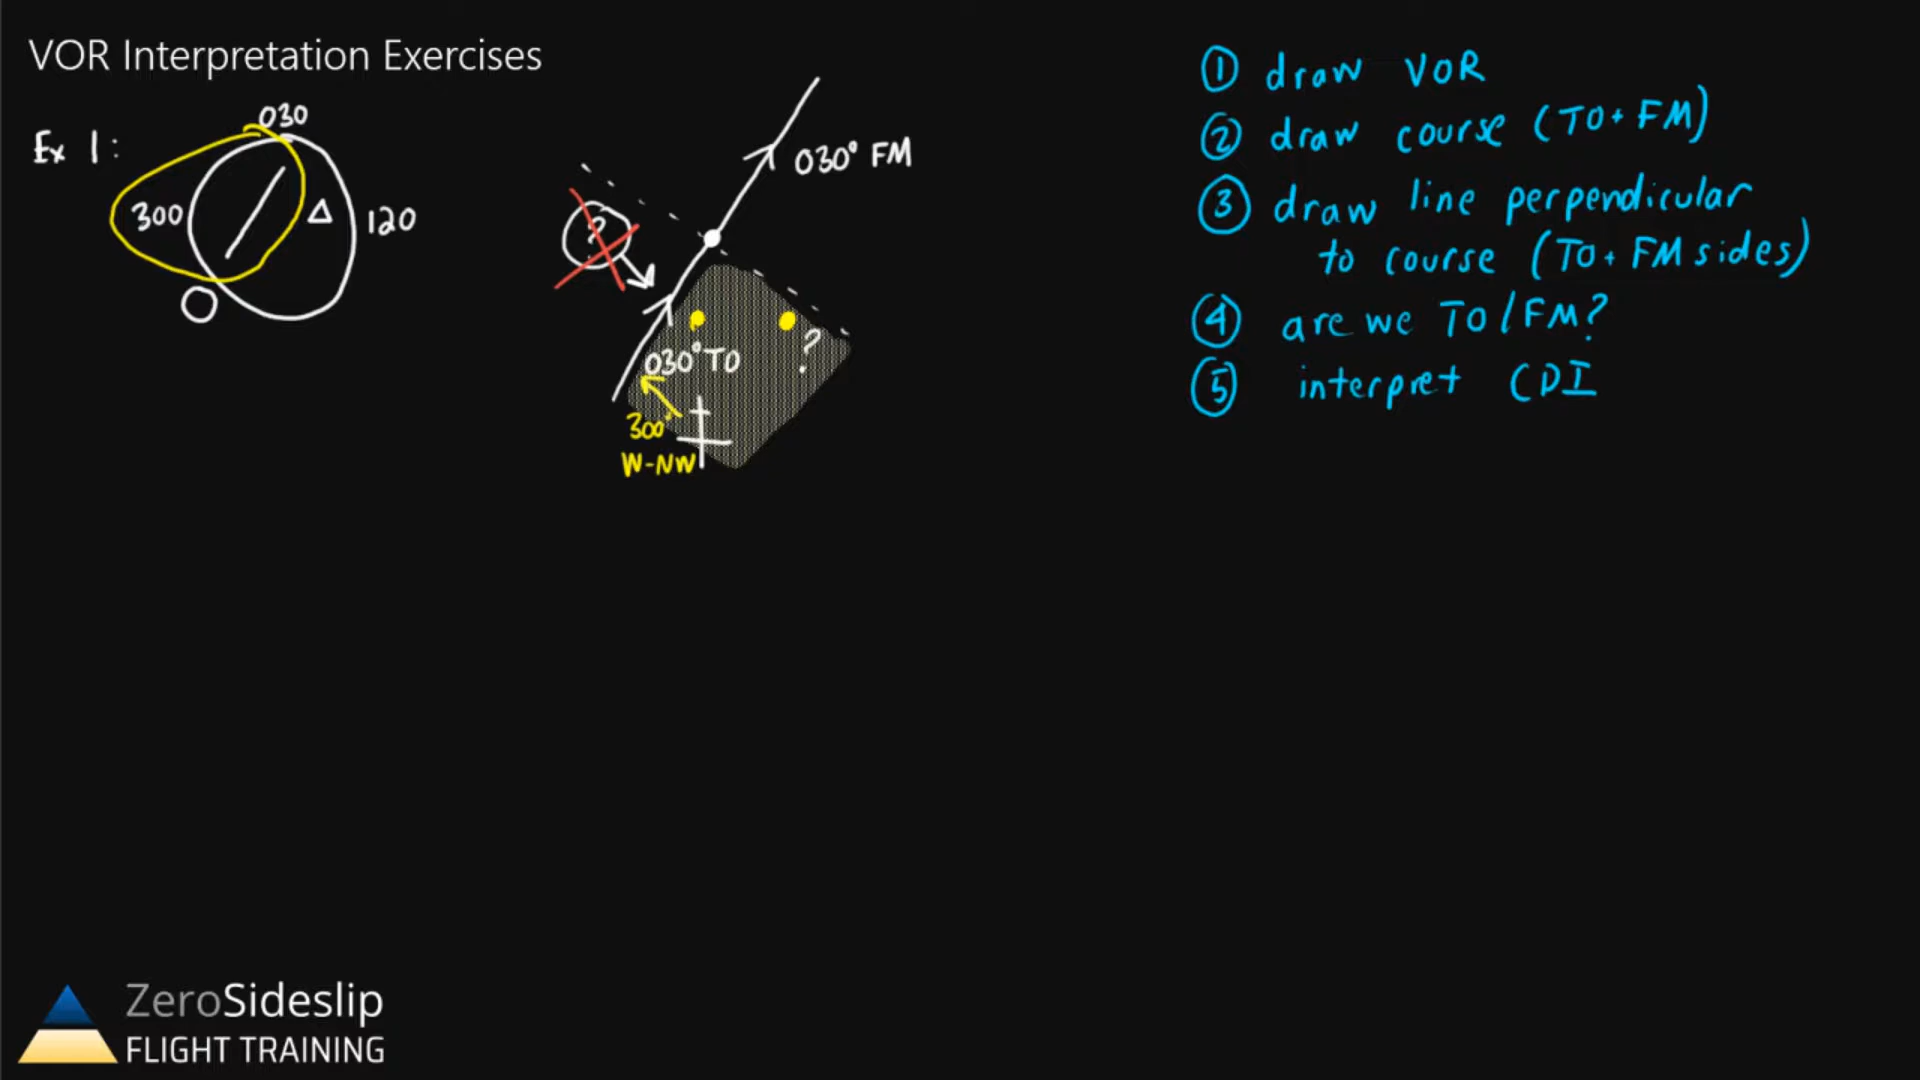 VOR Interpretation Exercises
Ex 1:
030
300
120
030° FM
?
?
030° TO
300°
W-NW
① draw VOR
② draw course (TO + FM)
③ draw line perpendicular
to course (TO + FM sides)
④ are we TO/FM?
⑤ interpret CDI
ZeroSideslip
FLIGHT TRAINING